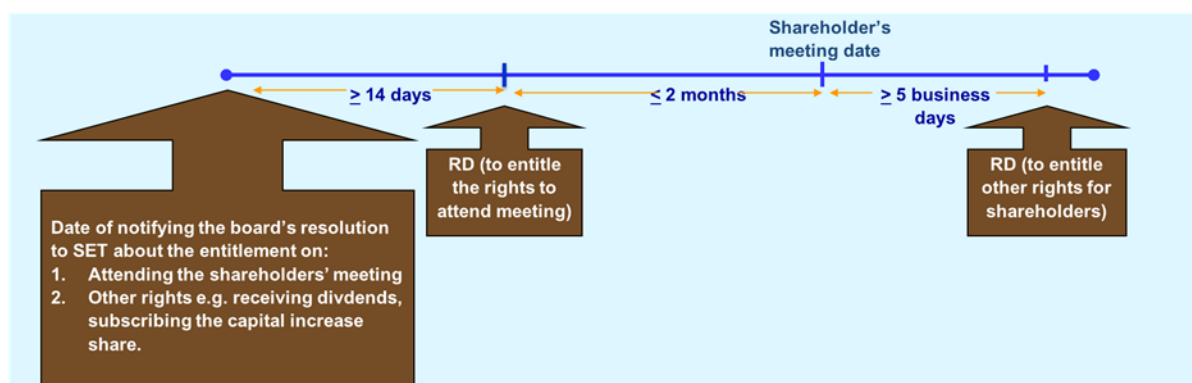 Shareholder's
meeting date
≥ 14 days
≤ 2 months
≥ 5 business
days
RD (to entitle
the rights to
attend meeting)
RD (to entitle
other rights for
shareholders)
Date of notifying the board's resolution
to SET about the entitlement on:
1. Attending the shareholders' meeting
2. Other rights e.g. receiving divdends,
subscribing the capital increase
share.